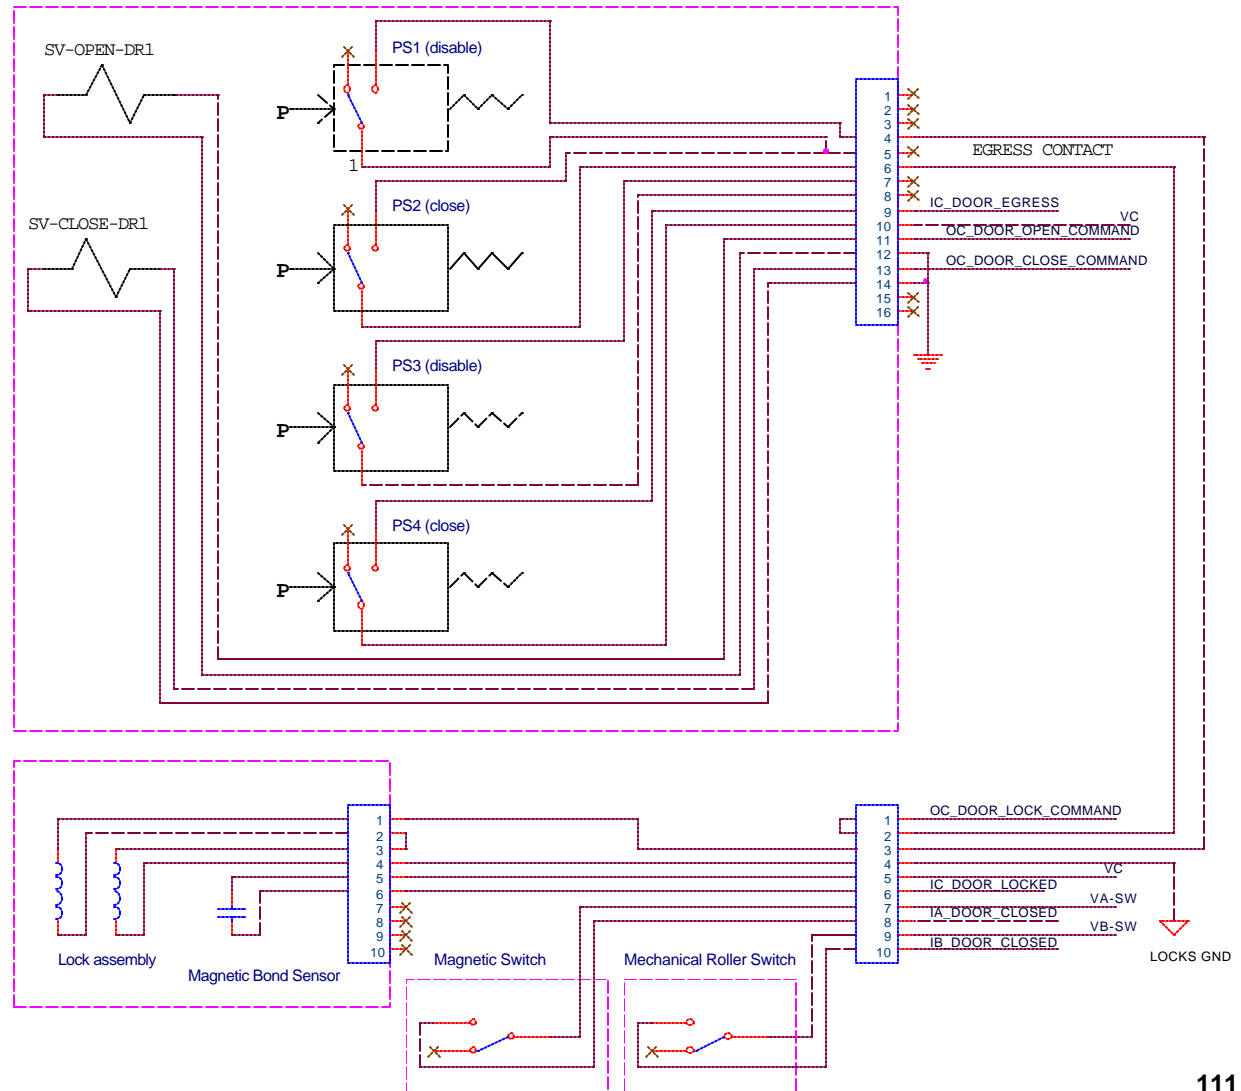 PS1 (disable)
SV-OPEN-DR1
P
1
1
2
3
4
5
6
7
8
9
10
11
12
13
14
15
16
EGRESS CONTACT
IC_DOOR_EGRESS
VC
OC_DOOR_OPEN_COMMAND
OC_DOOR_CLOSE_COMMAND
PS2 (close)
SV-CLOSE-DR1
P
PS3 (disable)
P
PS4 (close)
P
1
2
3
4
5
6
7
8
9
10
Lock assembly
Magnetic Bond Sensor
1
2
3
4
5
6
7
8
9
10
OC_DOOR_LOCK_COMMAND
VC
IC_DOOR_LOCKED
VA-SW
IA_DOOR_CLOSED
VB-SW
IB_DOOR_CLOSED
LOCKS GND
Magnetic Switch
Mechanical Roller Switch
111